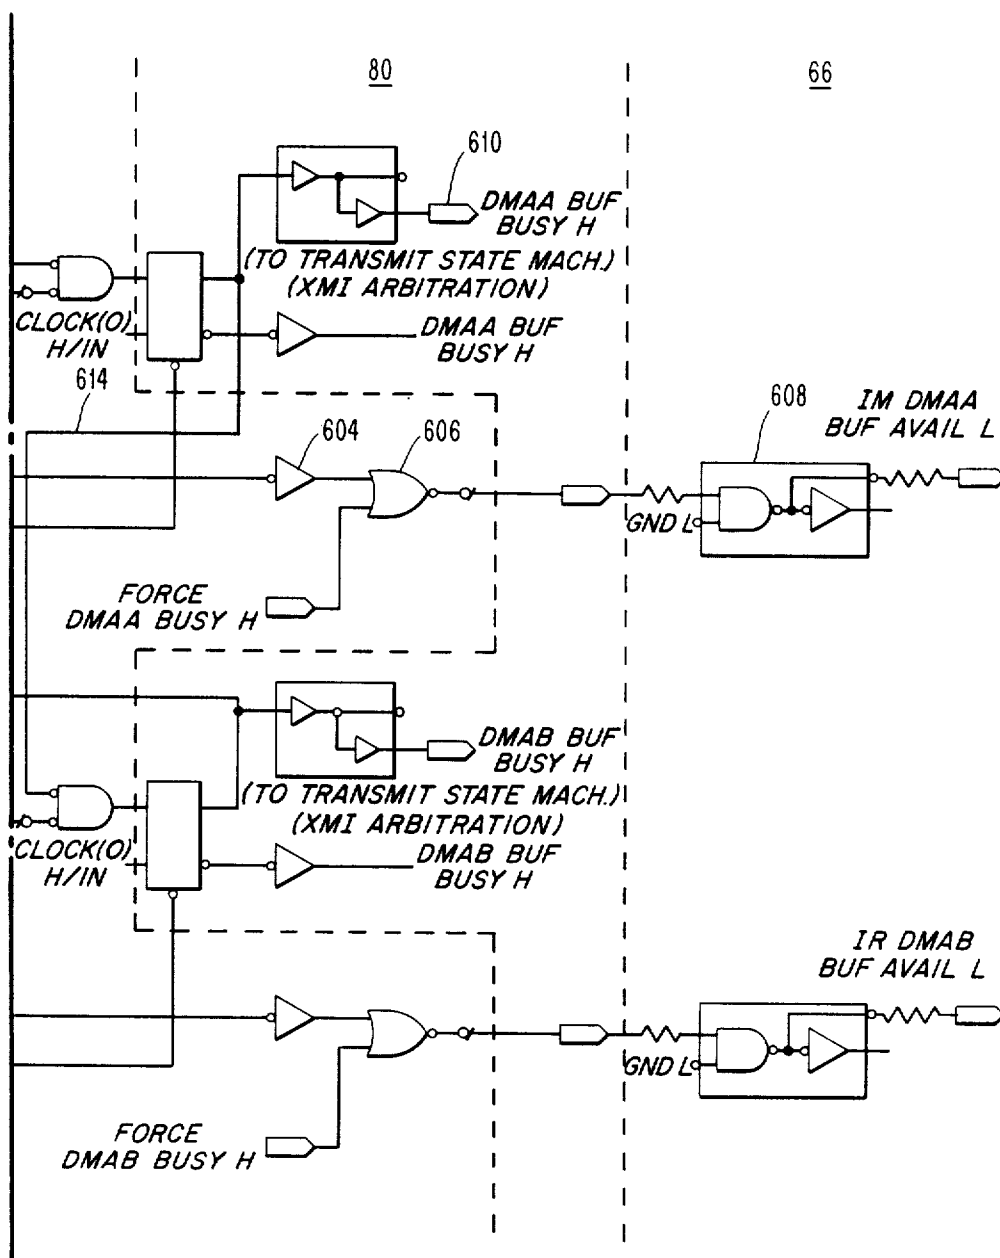 80
66
610
DMAA BUF
BUSY H
(TO TRANSMIT STATE MACH.)
(XMI ARBITRATION)
CLOCK(0)
H/IN
DMAA BUF
BUSY H
614
604
606
608
IM DMAA
BUF AVAIL L
GND L
FORCE
DMAA BUSY H
DMAB BUF
BUSY H
(TO TRANSMIT STATE MACH.)
(XMI ARBITRATION)
CLOCK(0)
H/IN
DMAB BUF
BUSY H
IR DMAB
BUF AVAIL L
GND L
FORCE
DMAB BUSY H